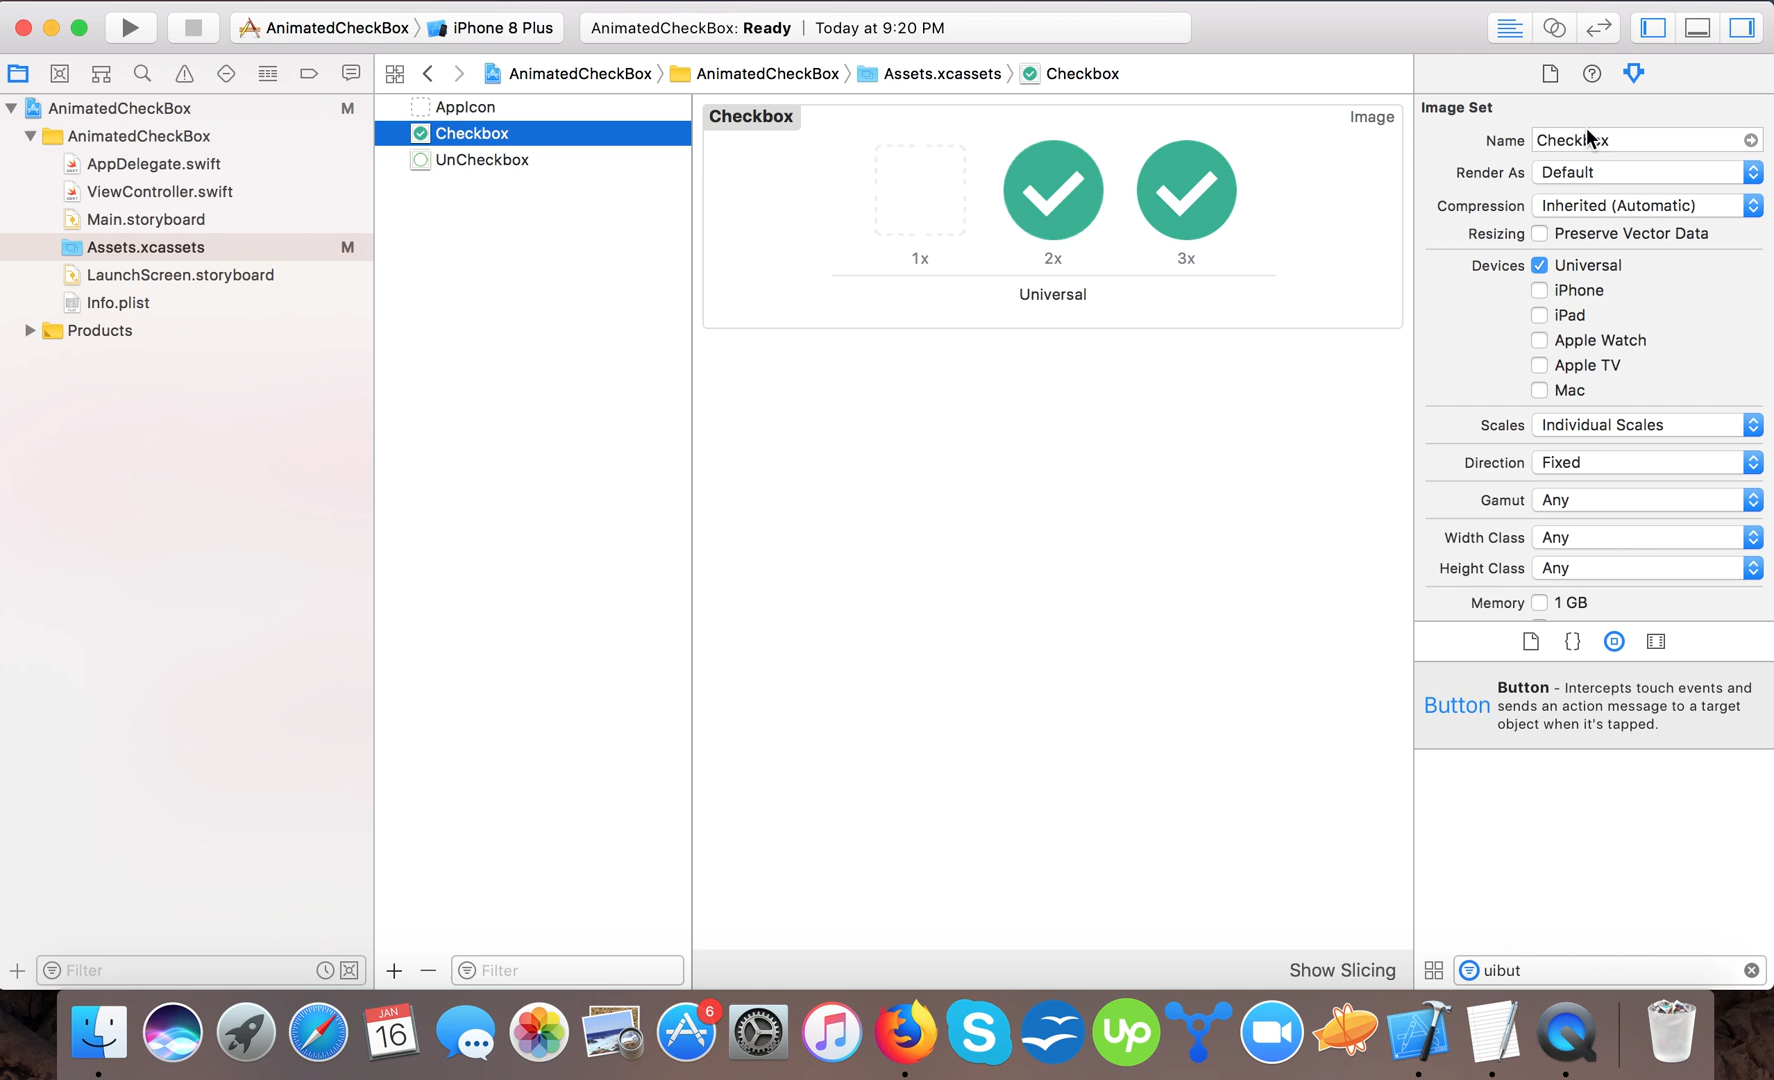 AnimatedCheckBox
iPhone 8 Plus
AnimatedCheckBox: Ready | Today at 9:20 PM
AnimatedCheckBox
AnimatedCheckBox
Assets.xcassets
Checkbox
AnimatedCheckBox M
AnimatedCheckBox
AppDelegate.swift
ViewController.swift
Main.storyboard
Assets.xcassets M
LaunchScreen.storyboard
Info.plist
Products
Filter
AppIcon
Checkbox
UnCheckbox
Filter
Checkbox
Image
1x
2x
3x
Universal
Show Slicing
Image Set
Name Checkbox
Render As Default
Compression Inherited (Automatic)
Resizing Preserve Vector Data
Devices Universal
iPhone
iPad
Apple Watch
Apple TV
Mac
Scales Individual Scales
Direction Fixed
Gamut Any
Width Class Any
Height Class Any
Memory 1 GB
Button
Button - Intercepts touch events and
sends an action message to a target
object when it's tapped.
uibut
JAN
16
6
S
Up